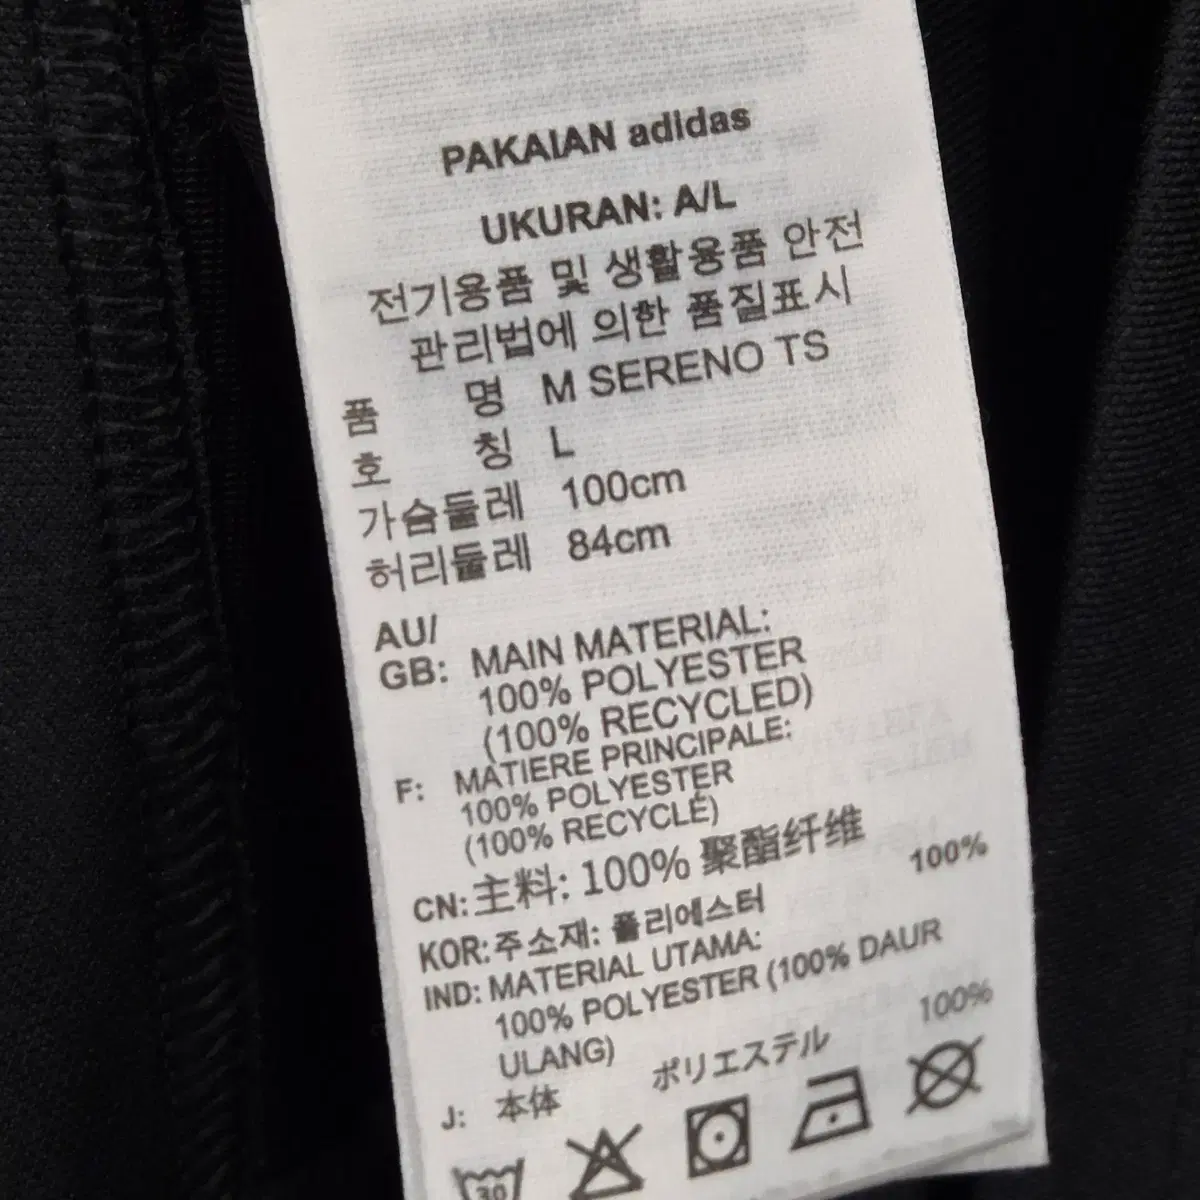 PAKAIAN adidas
UKURAN: A/L
전기용품 및 생활용품 안전
관리법에 의한 품질표시
품 명 M SERENO TS
호 칭 L
가슴둘레 100cm
허리둘레 84cm
AU/
GB: MAIN MATERIAL:
100% POLYESTER
(100% RECYCLED)
F: MATIERE PRINCIPALE:
100% POLYESTER
(100% RECYCLÉ)
CN: 主料: 100% 聚酯纤维
KOR: 주소재: 폴리에스터 100%
IND: MATERIAL UTAMA:
100% POLYESTER (100% DAUR
ULANG)
J: 本体 ポリエステル 100%
30